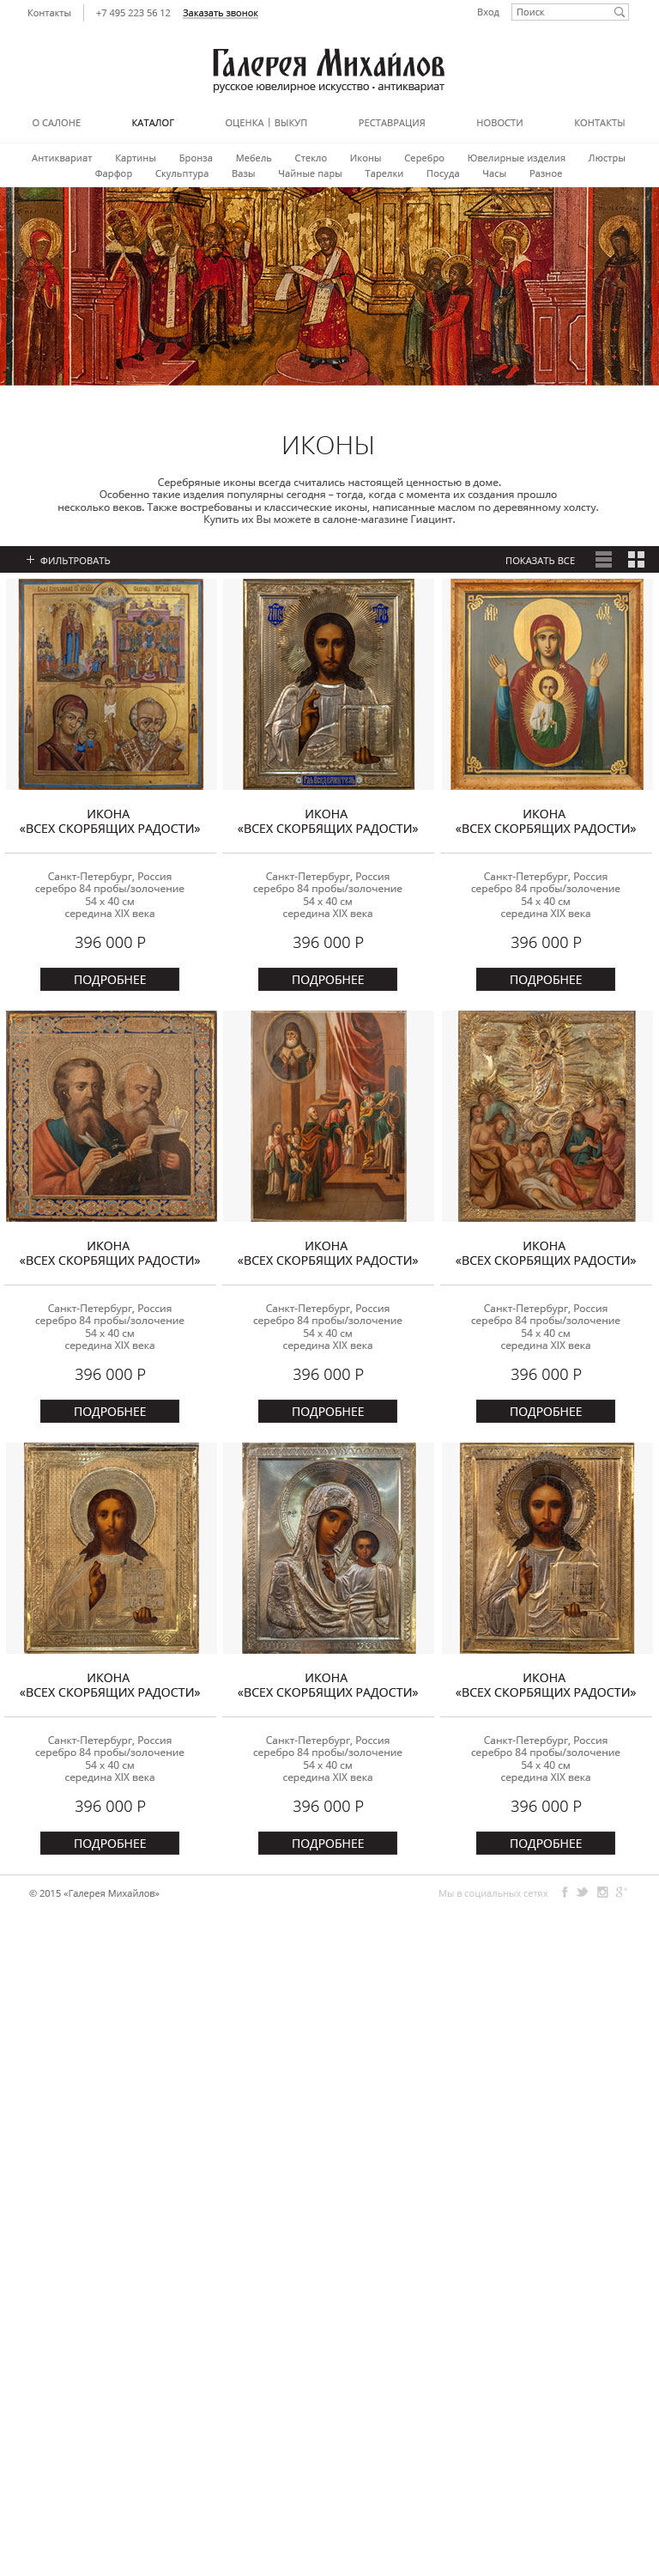 Контакты
+7 495 223 56 12
Заказать звонок
Вход
Поиск
Галерея Михайлов
русское ювелирное искусство • антиквариат
О САЛОНЕ
КАТАЛОГ
ОЦЕНКА | ВЫКУП
РЕСТАВРАЦИЯ
НОВОСТИ
КОНТАКТЫ
Антиквариат Картины Бронза Мебель Стекло Иконы Серебро Ювелирные изделия Люстры
Фарфор Скульптура Вазы Чайные пары Тарелки Посуда Часы Разное
ИКОНЫ
Серебряные иконы всегда считались настоящей ценностью в доме.
Особенно такие изделия популярны сегодня – тогда, когда с момента их создания прошло
несколько веков. Также востребованы и классические иконы, написанные маслом по деревянному холсту.
Купить их Вы можете в салоне-магазине Гиацинт.
+ ФИЛЬТРОВАТЬ
ПОКАЗАТЬ ВСЕ
ИКОНА
«ВСЕХ СКОРБЯЩИХ РАДОСТИ»
Санкт-Петербург, Россия
серебро 84 пробы/золочение
54 x 40 см
середина XIX века
396 000 Р
ПОДРОБНЕЕ
ИКОНА
«ВСЕХ СКОРБЯЩИХ РАДОСТИ»
Санкт-Петербург, Россия
серебро 84 пробы/золочение
54 x 40 см
середина XIX века
396 000 Р
ПОДРОБНЕЕ
ИКОНА
«ВСЕХ СКОРБЯЩИХ РАДОСТИ»
Санкт-Петербург, Россия
серебро 84 пробы/золочение
54 x 40 см
середина XIX века
396 000 Р
ПОДРОБНЕЕ
ИКОНА
«ВСЕХ СКОРБЯЩИХ РАДОСТИ»
Санкт-Петербург, Россия
серебро 84 пробы/золочение
54 x 40 см
середина XIX века
396 000 Р
ПОДРОБНЕЕ
ИКОНА
«ВСЕХ СКОРБЯЩИХ РАДОСТИ»
Санкт-Петербург, Россия
серебро 84 пробы/золочение
54 x 40 см
середина XIX века
396 000 Р
ПОДРОБНЕЕ
ИКОНА
«ВСЕХ СКОРБЯЩИХ РАДОСТИ»
Санкт-Петербург, Россия
серебро 84 пробы/золочение
54 x 40 см
середина XIX века
396 000 Р
ПОДРОБНЕЕ
ИКОНА
«ВСЕХ СКОРБЯЩИХ РАДОСТИ»
Санкт-Петербург, Россия
серебро 84 пробы/золочение
54 x 40 см
середина XIX века
396 000 Р
ПОДРОБНЕЕ
ИКОНА
«ВСЕХ СКОРБЯЩИХ РАДОСТИ»
Санкт-Петербург, Россия
серебро 84 пробы/золочение
54 x 40 см
середина XIX века
396 000 Р
ПОДРОБНЕЕ
ИКОНА
«ВСЕХ СКОРБЯЩИХ РАДОСТИ»
Санкт-Петербург, Россия
серебро 84 пробы/золочение
54 x 40 см
середина XIX века
396 000 Р
ПОДРОБНЕЕ
© 2015 «Галерея Михайлов»
Мы в социальных сетях